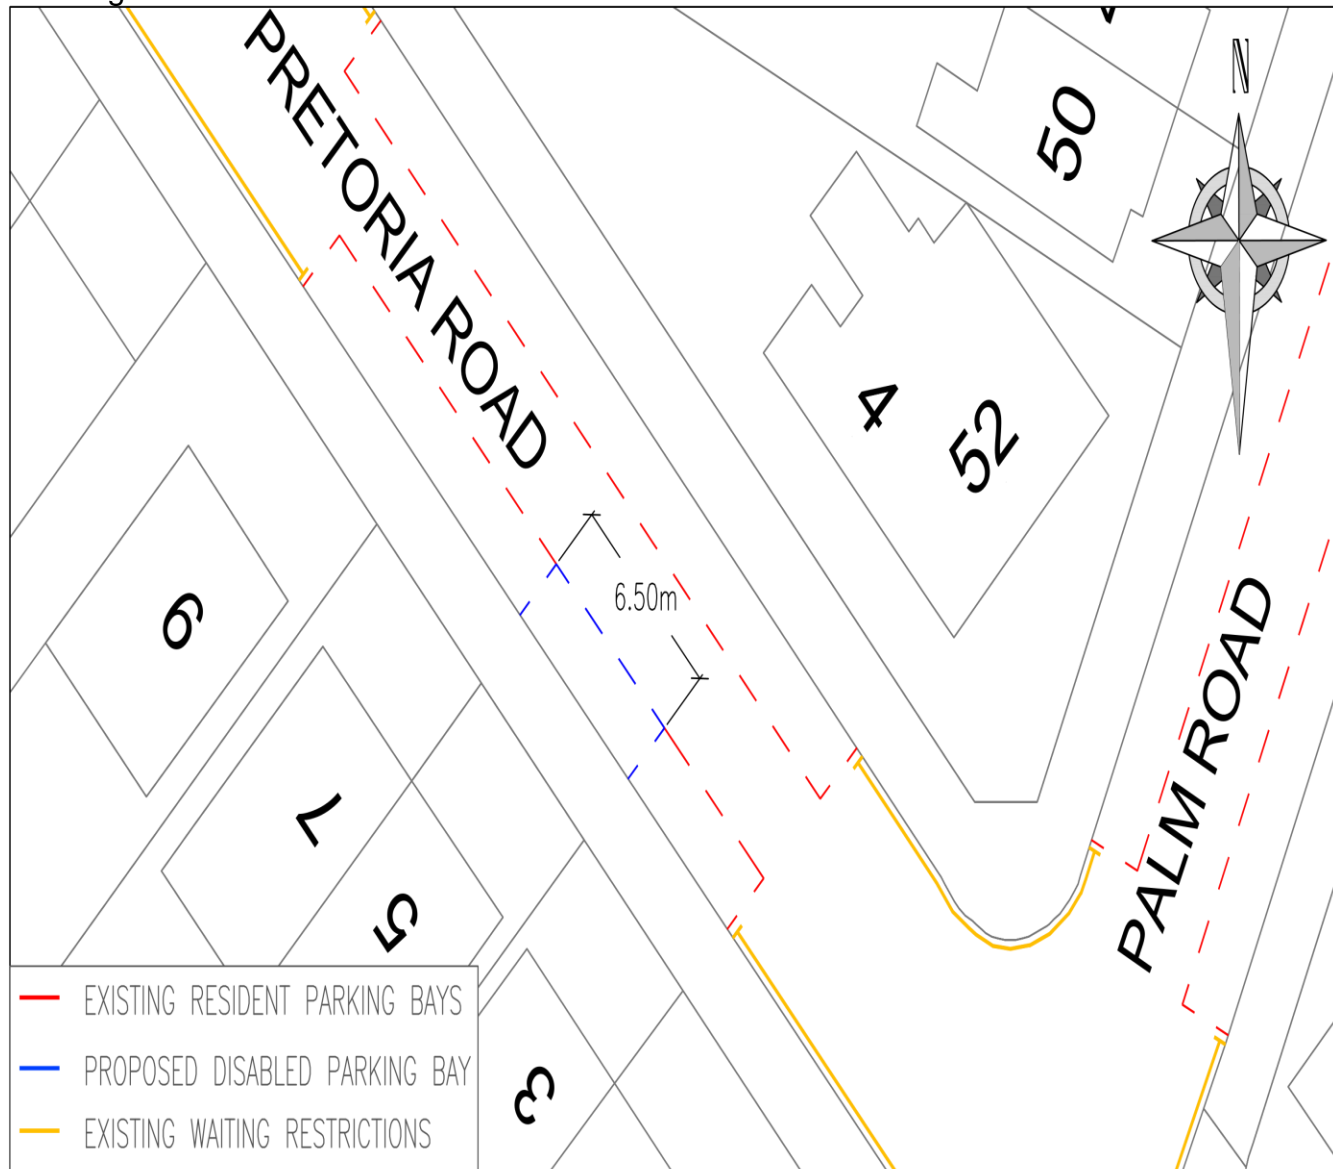 PRETORIA ROAD
N
50
4
52
6.50m
9
7
5
3
PALM ROAD
EXISTING RESIDENT PARKING BAYS
PROPOSED DISABLED PARKING BAY
EXISTING WAITING RESTRICTIONS